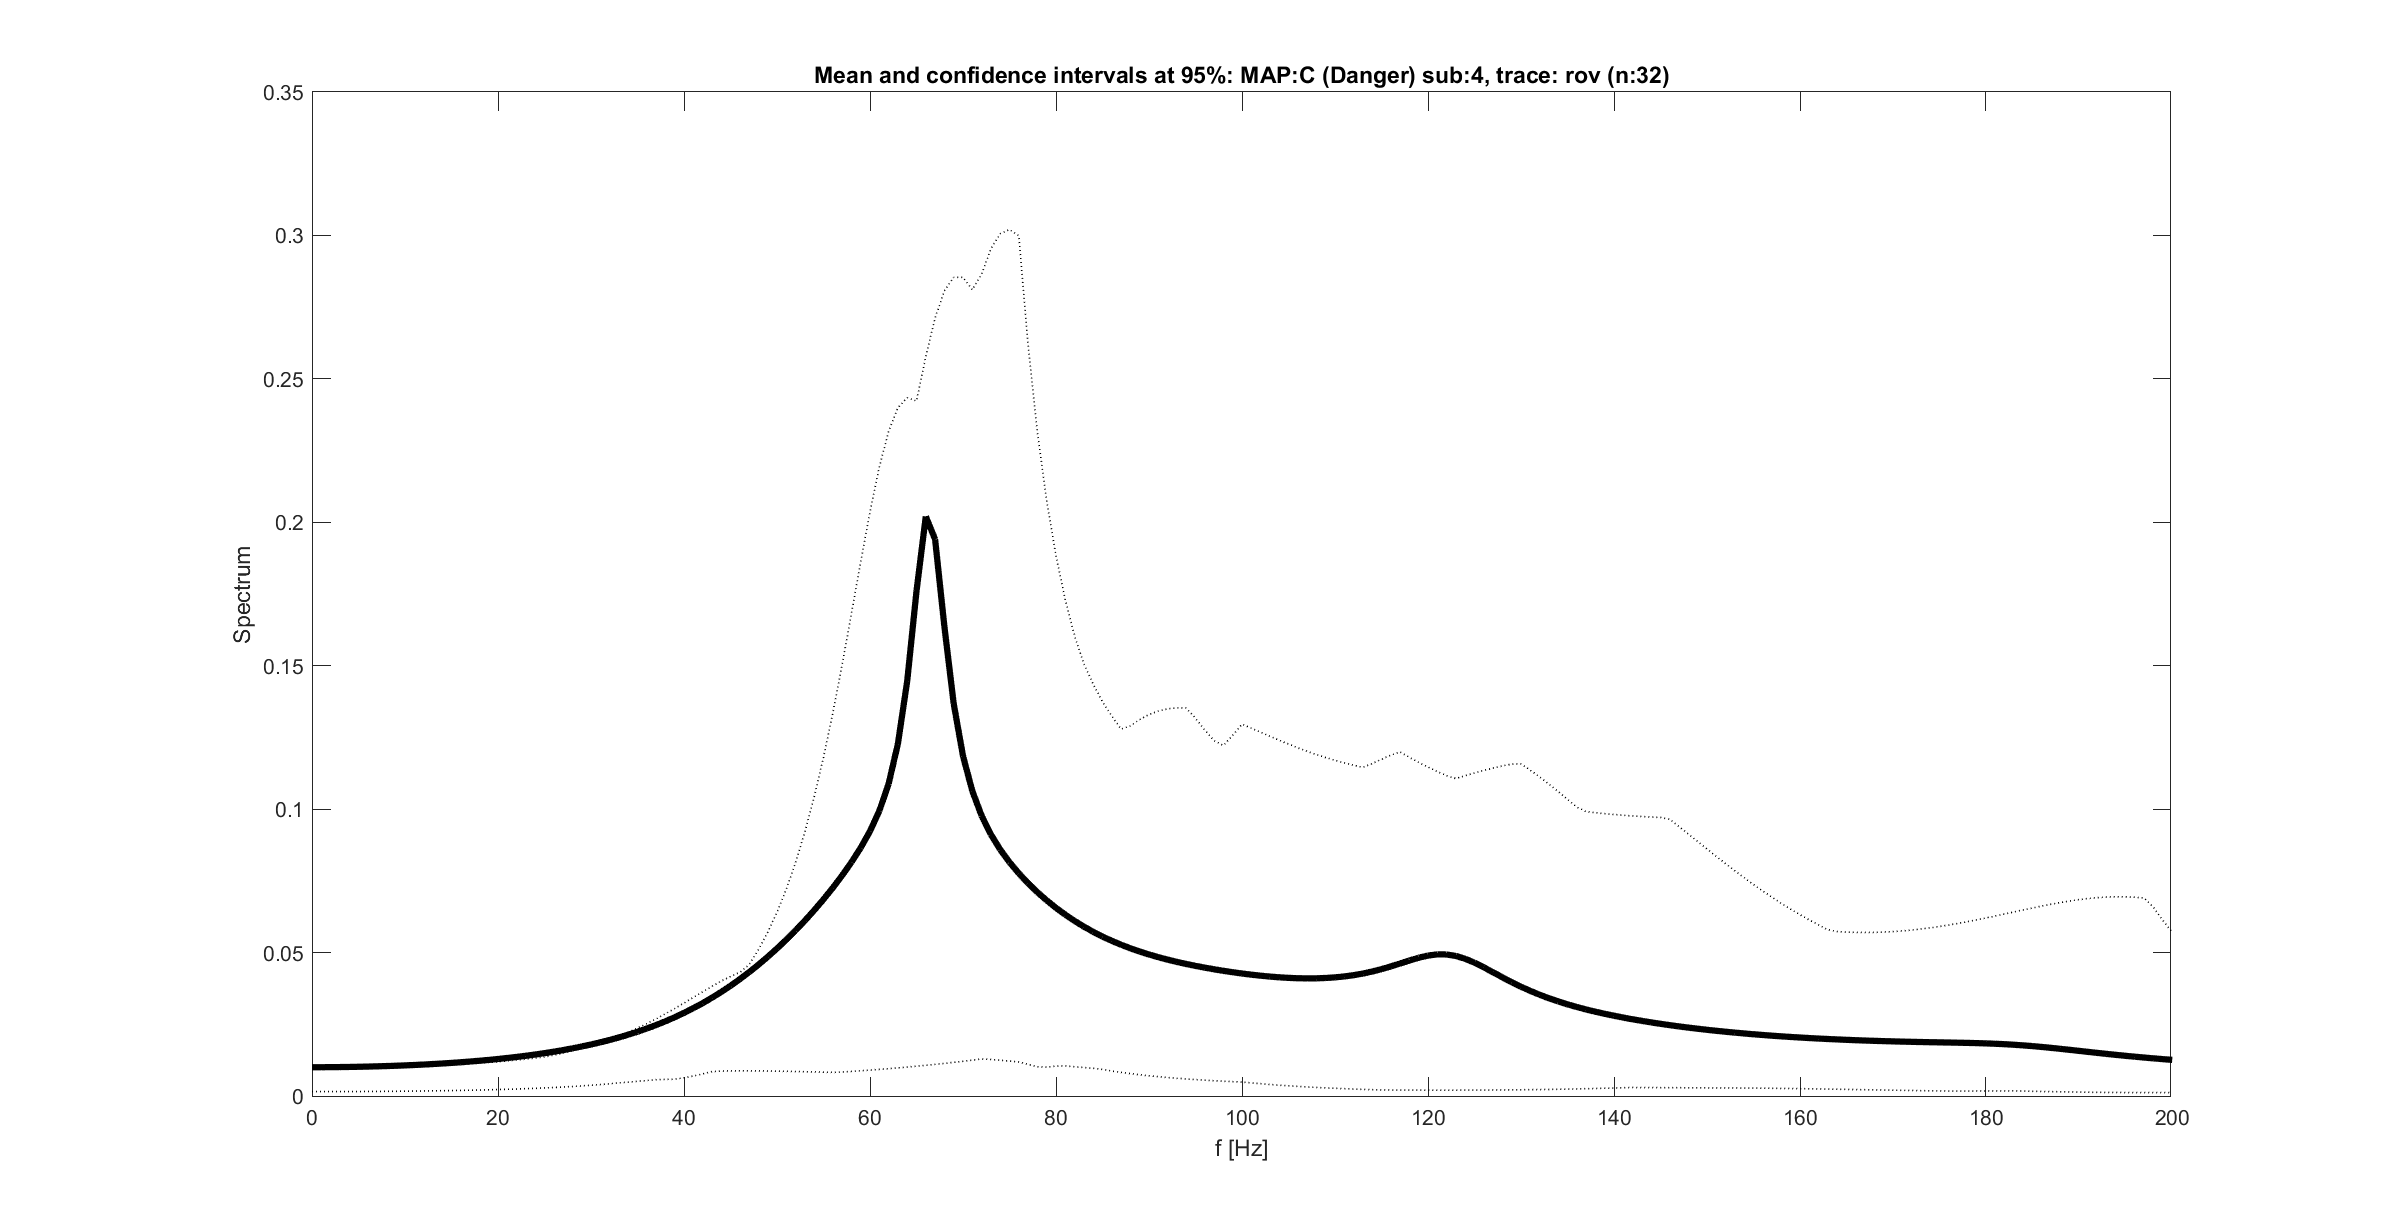 Mean and confidence intervals at 95%: MAP:C (Danger) sub:4, trace: rov (n:32)
0.35
0.3
0.25
0.2
0.15
0.1
0.05
0
Spectrum
0 20 40 60 80 100 120 140 160 180 200
f [Hz]